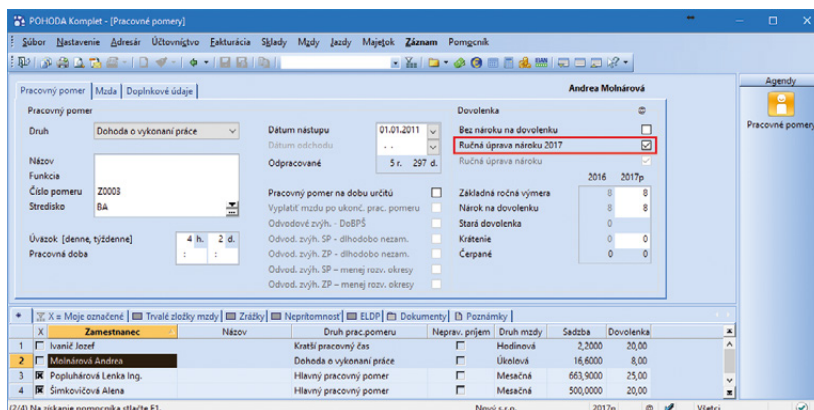 POHODA Komplet - [Pracovné pomery]
Súbor Nastavenie Adresár Účtovníctvo Fakturácia Sklady Mzdy Jazdy Majetok Záznam Pomocník
Agendy
Pracovné pomery
Pracovný pomer Mzda Doplnkové údaje Andrea Molnárová
Pracovný pomer Dovolenka
Druh Dohoda o vykonaní práce Dátum nástupu 01.01.2011 Bez nároku na dovolenku
Dátum odchodu . . Ručná úprava nároku 2017
Názov Odpracované 5 r. 297 d. Ručná úprava nároku
Funkcia 2016 2017p
Číslo pomeru Z0003 Pracovný pomer na dobu určitú Základná ročná výmera 8 8
Stredisko BA Vyplatiť mzdu po ukonč. prac. pomeru Nárok na dovolenku 8 8
Odvodové zvýh. - DoBPŠ Stará dovolenka 0
Úväzok [denne, týždenne] 4 h. 2 d. Odvod. zvýh. SP - dlhodobo nezam. Krátenie 0 0
Pracovná doba : : Odvod. zvýh. ZP - dlhodobo nezam. Čerpané 0 0
Odvod. zvýh. SP - menej rozv. okresy
Odvod. zvýh. ZP - menej rozv. okresy
X = Moje označené Trvalé zložky mzdy Zrážky Neprítomnosť ELDP Dokumenty Poznámky
X Zamestnanec Názov Druh prac.pomeru Neprav. príjem Druh mzdy Sadzba Dovolenka
1 Ivanič Jozef Kratší pracovný čas Hodinová 2,2000 20,00
2 Molnárová Andrea Dohoda o vykonaní práce Úkolová 16,6000 8,00
3 Popluhárová Lenka Ing. Hlavný pracovný pomer Mesačná 663,9000 25,00
4 Šimkovičová Alena Hlavný pracovný pomer Mesačná 500,0000 20,00
(2/4) Na získanie pomocníka stlačte F1. Nový s.r.o. 2017p Všetci